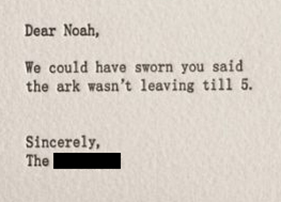 Dear Noah,
We could have sworn you said
the ark wasn't leaving till 5.
Sincerely,
The